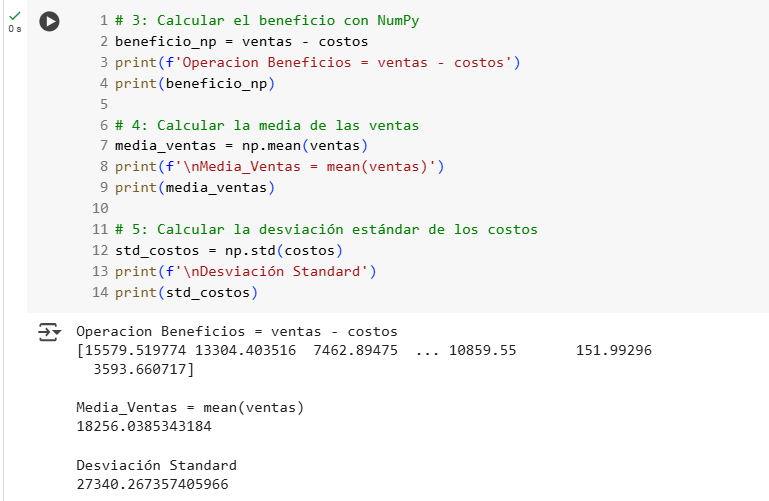 0 s
1 # 3: Calcular el beneficio con NumPy
2 beneficio_np = ventas - costos
3 print(f'Operacion Beneficios = ventas - costos')
4 print(beneficio_np)
5
6 # 4: Calcular la media de las ventas
7 media_ventas = np.mean(ventas)
8 print(f'\nMedia_Ventas = mean(ventas)')
9 print(media_ventas)
10
11 # 5: Calcular la desviación estándar de los costos
12 std_costos = np.std(costos)
13 print(f'\nDesviación Standard')
14 print(std_costos)
Operacion Beneficios = ventas - costos
[15579.519774 13304.403516  7462.89475  ... 10859.55       151.99296
  3593.660717]
Media_Ventas = mean(ventas)
18256.0385343184
Desviación Standard
27340.267357405966